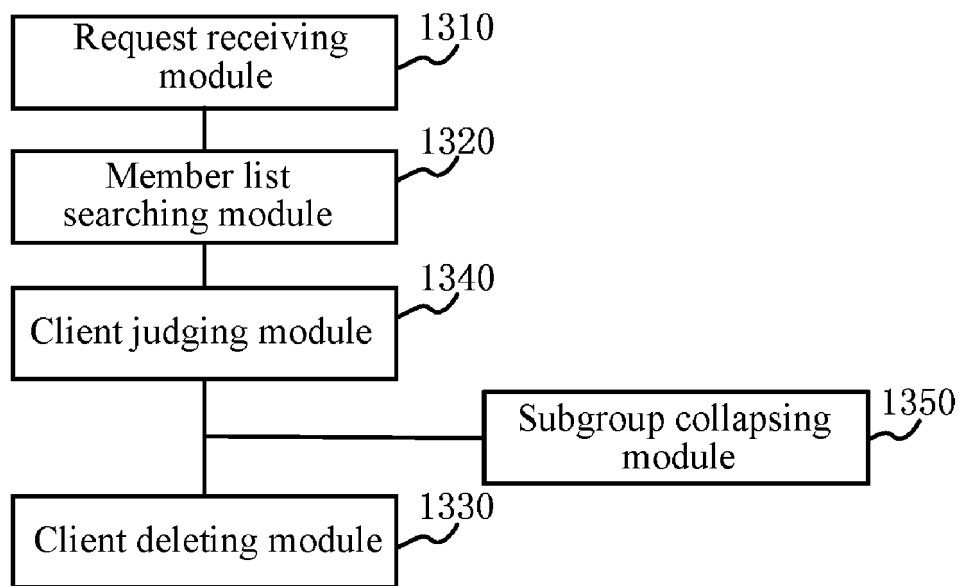 Request receiving
module
1310
Member list
searching module
1320
Client judging module
1340
Subgroup collapsing
module
1350
Client deleting module
1330